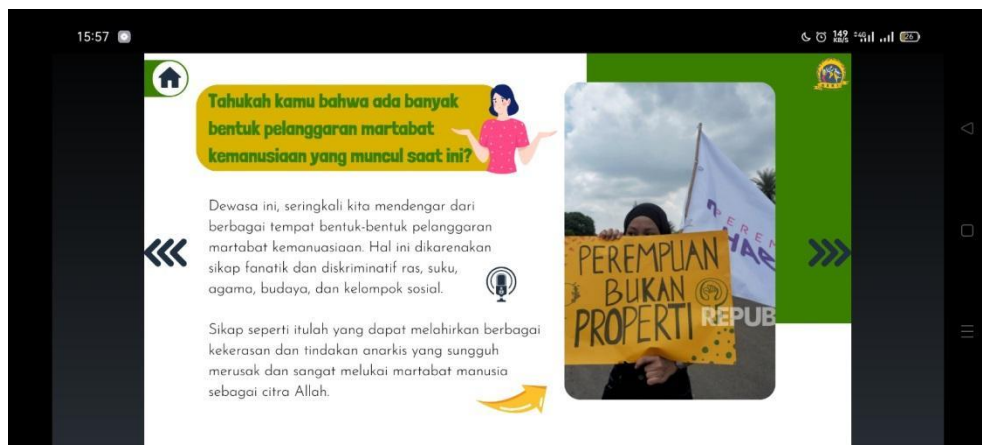 15:57
149
KB/S
26
Tahukah kamu bahwa ada banyak
bentuk pelanggaran martabat
kemanusiaan yang muncul saat ini?
Dewasa ini, seringkali kita mendengar dari
berbagai tempat bentuk-bentuk pelanggaran
martabat kemanuasiaan. Hal ini dikarenakan
sikap fanatik dan diskriminatif ras, suku,
agama, budaya, dan kelompok sosial.
Sikap seperti itulah yang dapat melahirkan berbagai
kekerasan dan tindakan anarkis yang sungguh
merusak dan sangat melukai martabat manusia
sebagai citra Allah.
PEREMPUAN
BUKAN
PROPERTI
REPUB